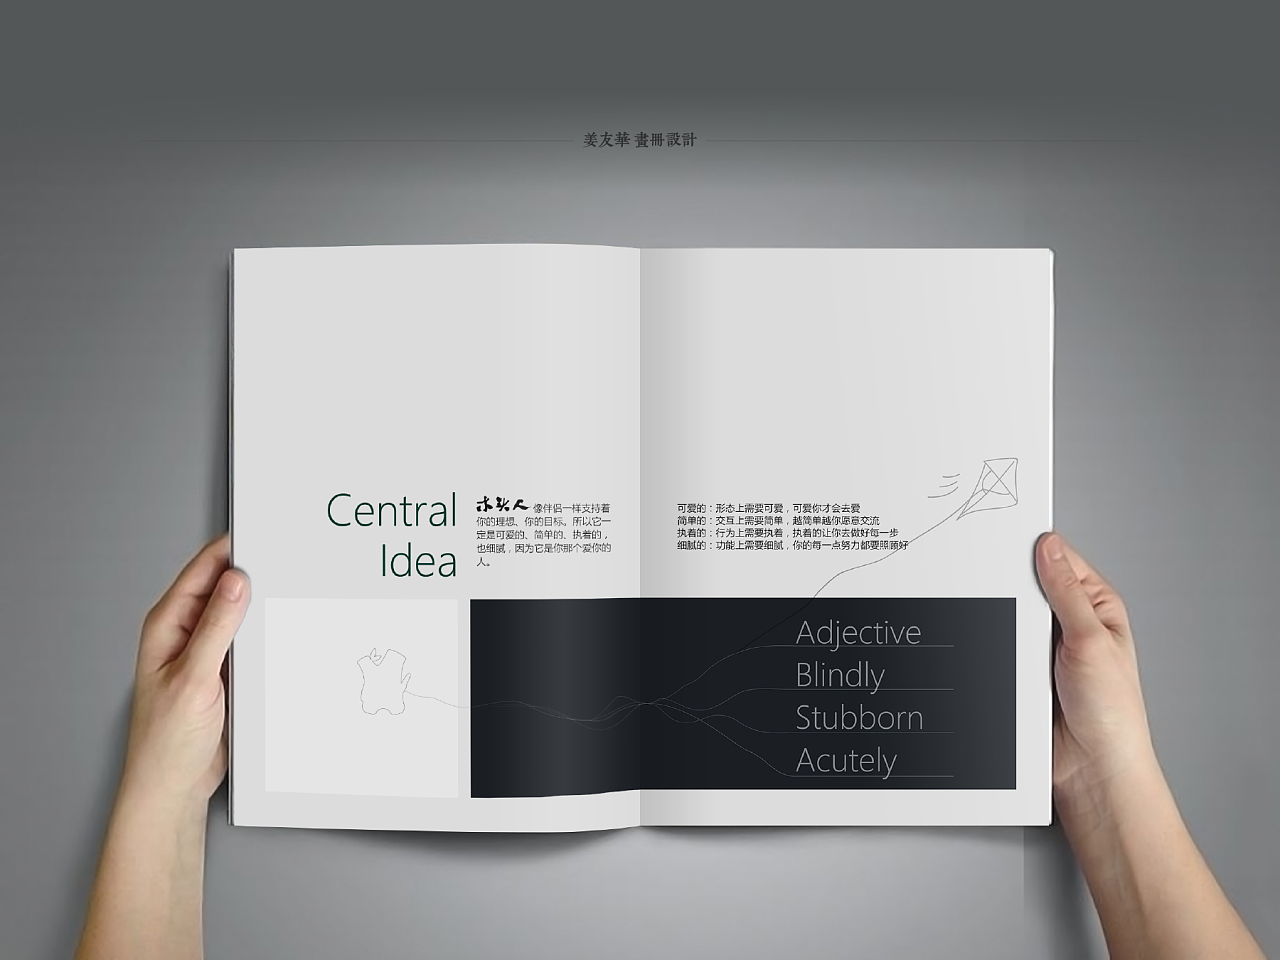 姜友華 畫冊設計
Central
Idea
木头人 像伴侣一样支持着
你的理想、你的目标。所以它一
定是可爱的、简单的、执着的，
也细腻，因为它是你那个爱你的
人。
可爱的：形态上需要可爱，可爱你才会去爱
简单的：交互上需要简单，越简单越你愿意交流
执着的：行为上需要执着，执着的让你去做好每一步
细腻的：功能上需要细腻，你的每一点努力都要照顾好
Adjective
Blindly
Stubborn
Acutely